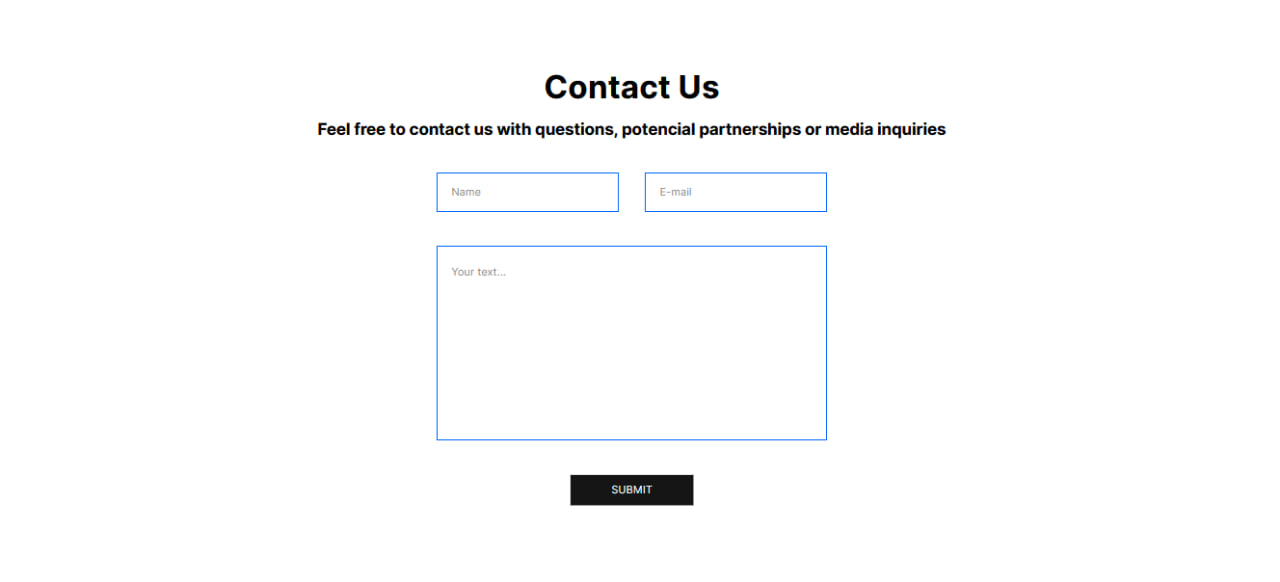 Contact Us
Feel free to contact us with questions, potencial partnerships or media inquiries
Name
E-mail
Your text...
SUBMIT